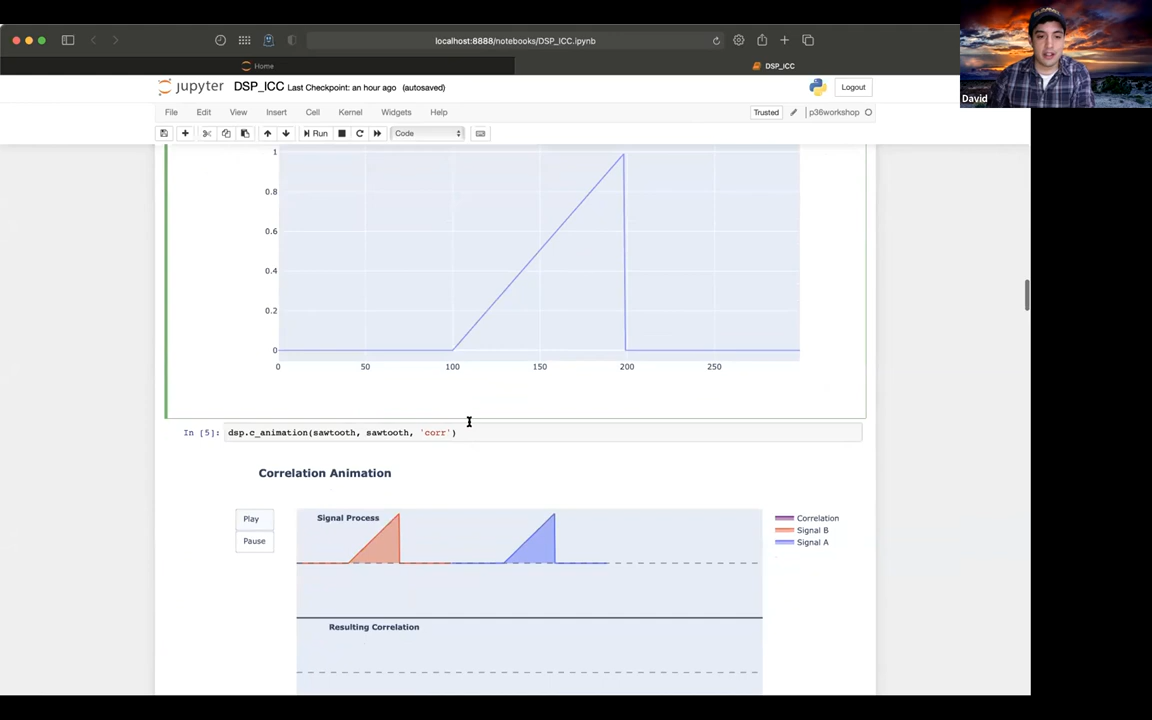 localhost:8888/notebooks/DSP_ICC.ipynb
Home
DSP_ICC
David
jupyter DSP_ICC Last Checkpoint: an hour ago (autosaved)
Logout
File Edit View Insert Cell Kernel Widgets Help
Trusted p36workshop
Run Code
1
0.8
0.6
0.4
0.2
0
0 50 100 150 200 250
In [5]: dsp.c_animation(sawtooth, sawtooth, 'corr')
Correlation Animation
Play
Pause
Signal Process
Correlation
Signal B
Signal A
Resulting Correlation